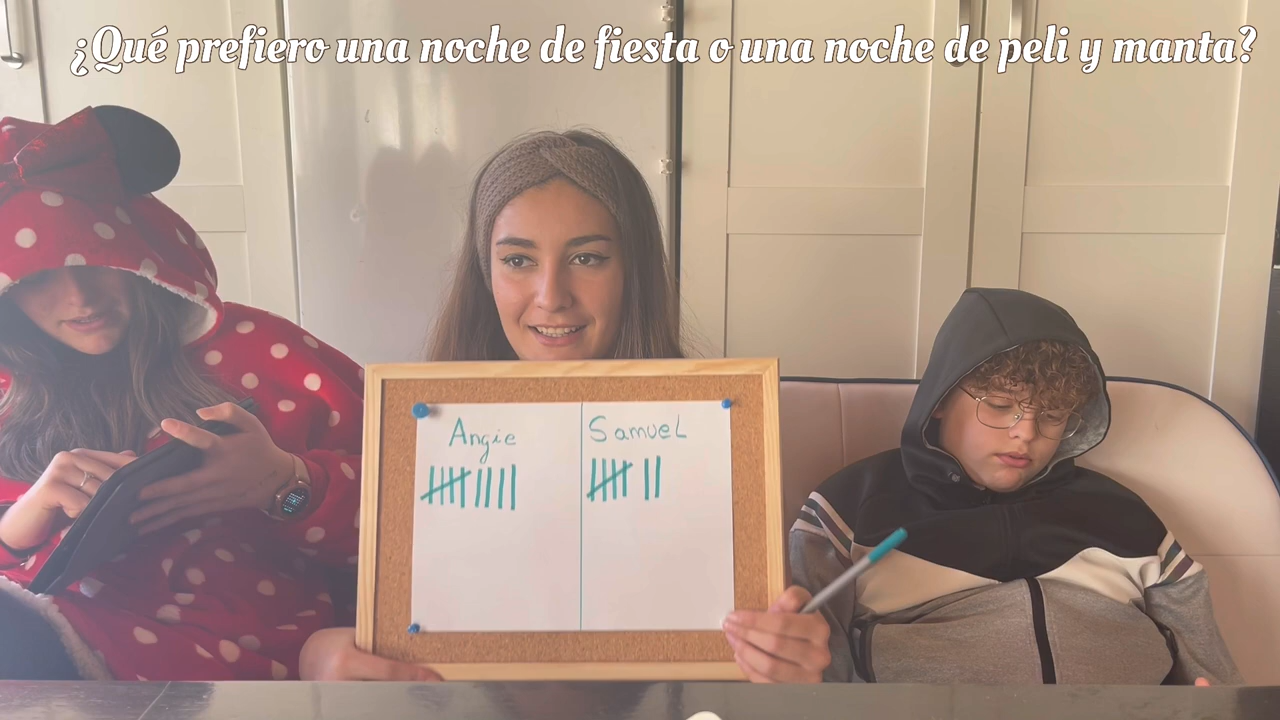 ¿Qué prefiero una noche de fiesta o una noche de peli y manta?
Angie
Samuel